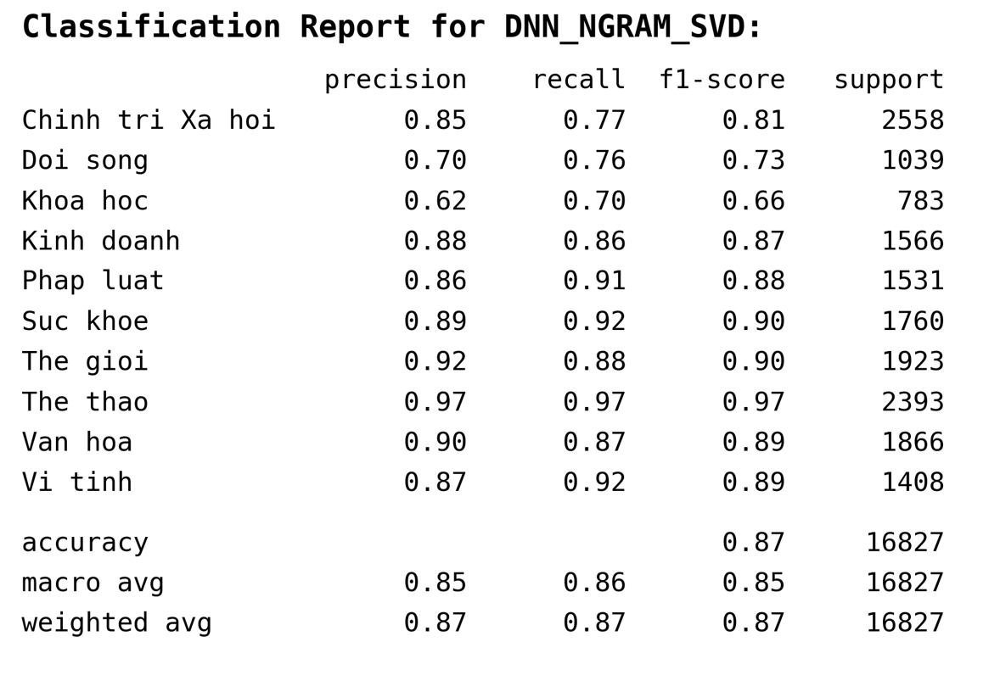 Classification Report for DNN_NGRAM_SVD:
precision recall f1-score support
Chinh tri Xa hoi 0.85 0.77 0.81 2558
Doi song 0.70 0.76 0.73 1039
Khoa hoc 0.62 0.70 0.66 783
Kinh doanh 0.88 0.86 0.87 1566
Phap luat 0.86 0.91 0.88 1531
Suc khoe 0.89 0.92 0.90 1760
The gioi 0.92 0.88 0.90 1923
The thao 0.97 0.97 0.97 2393
Van hoa 0.90 0.87 0.89 1866
Vi tinh 0.87 0.92 0.89 1408
accuracy 0.87 16827
macro avg 0.85 0.86 0.85 16827
weighted avg 0.87 0.87 0.87 16827